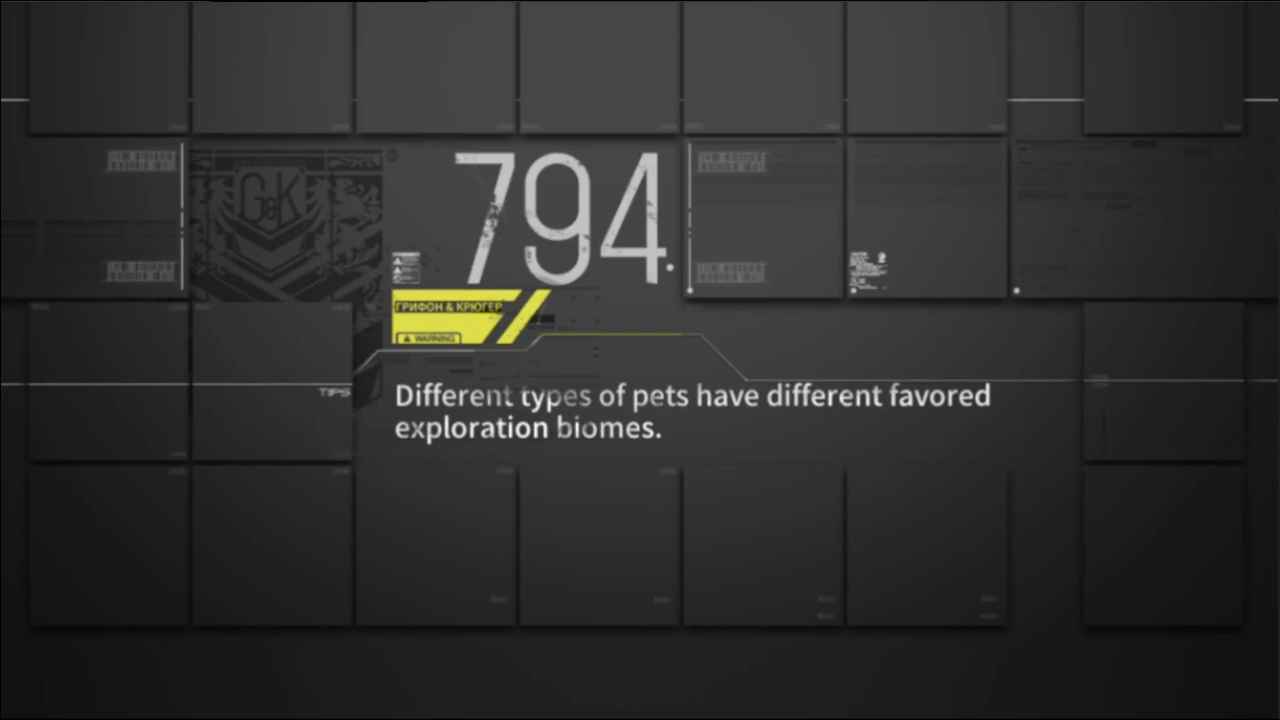 G&K
794.
ГРИФОН & КРЮГЕР
WARNING
TIPS
Different types of pets have different favored
exploration biomes.